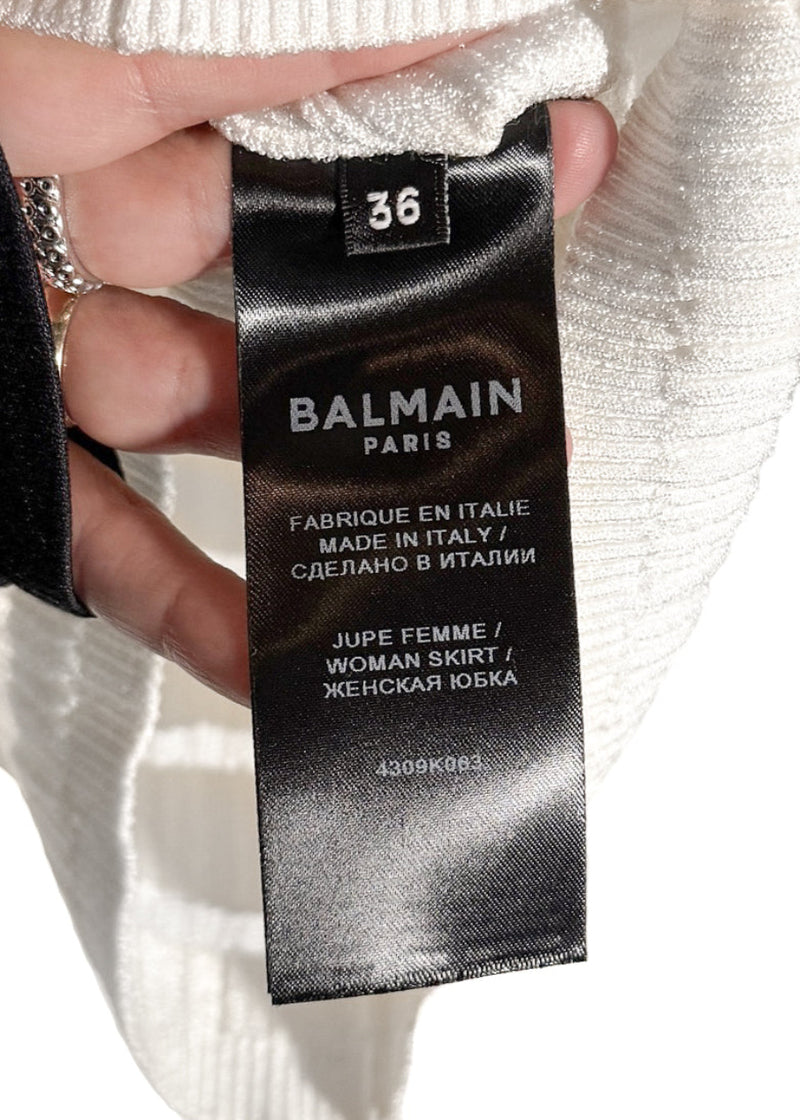 36
BALMAIN
PARIS
FABRIQUE EN ITALIE
MADE IN ITALY /
СДЕЛАНО В ИТАЛИИ
JUPE FEMME /
WOMAN SKIRT /
ЖЕНСКАЯ ЮБКА
4309K063